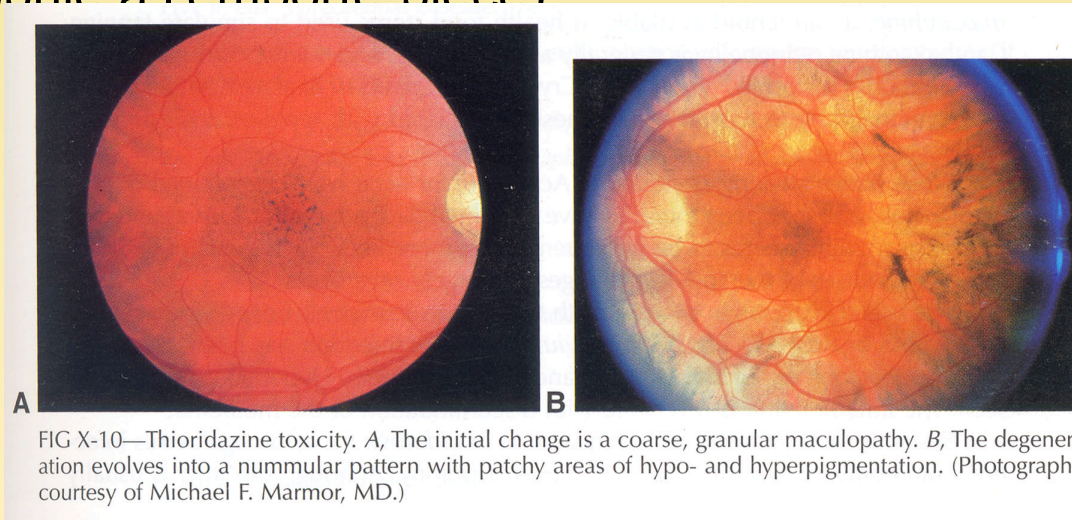 A
B
FIG X-10—Thioridazine toxicity. A, The initial change is a coarse, granular maculopathy. B, The degener-
ation evolves into a nummular pattern with patchy areas of hypo- and hyperpigmentation. (Photograph
courtesy of Michael F. Marmor, MD.)